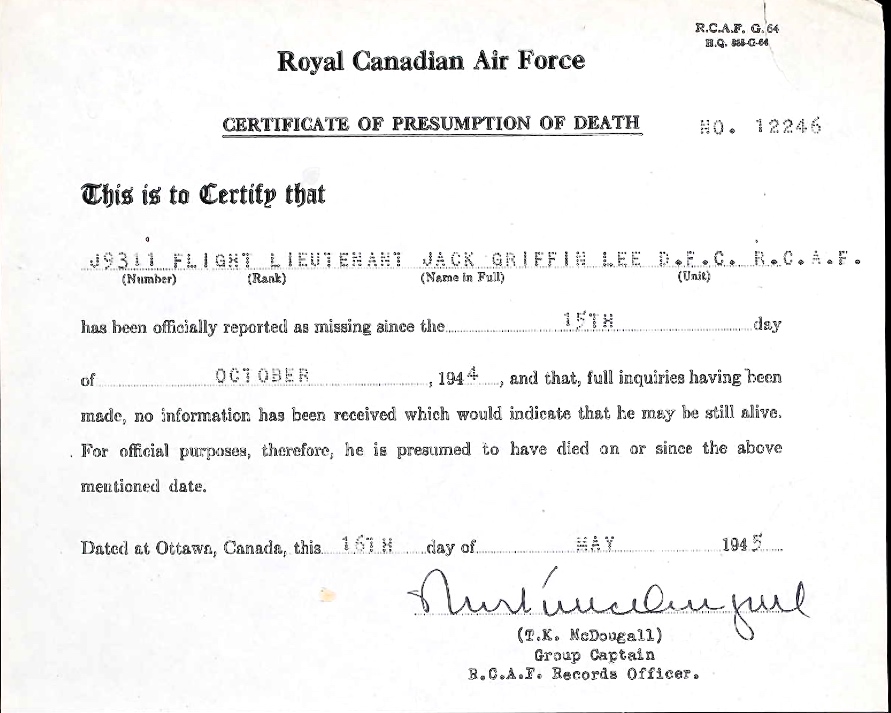 R.C.A.F. G. 64
H.Q. 885-G-64
Royal Canadian Air Force
CERTIFICATE OF PRESUMPTION OF DEATH NO. 12246
This is to Certify that
J9311 FLIGHT LIEUTENANT JACK GRIFFIN LEE D.F.C. R.C.A.F.
(Number) (Rank) (Name in Full) (Unit)
has been officially reported as missing since the 15TH day
of OCTOBER, 1944, and that, full inquiries having been
made, no information has been received which would indicate that he may be still alive.
For official purposes, therefore, he is presumed to have died on or since the above
mentioned date.
Dated at Ottawa, Canada, this 16TH day of MAY 1945
(T.K. McDougall)
Group Captain
R.C.A.F. Records Officer.